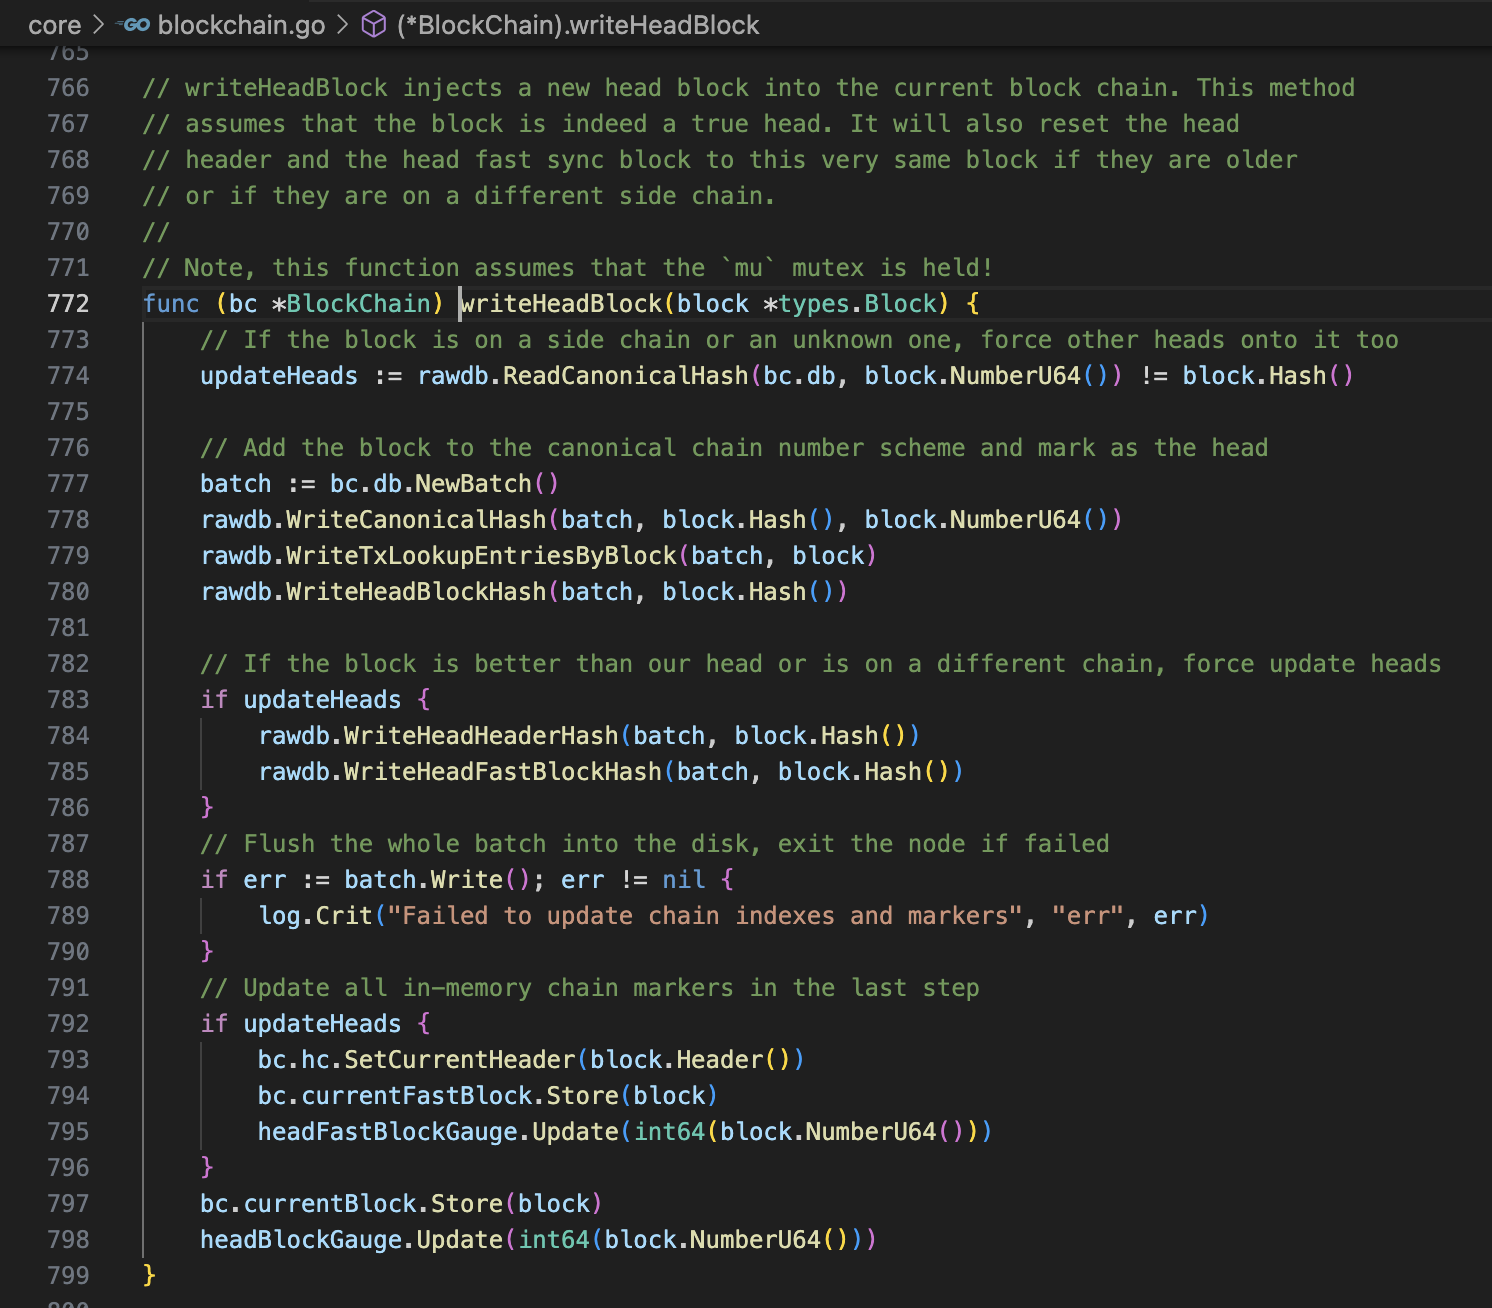 core > GO blockchain.go > (*BlockChain).writeHeadBlock
765
766 // writeHeadBlock injects a new head block into the current block chain. This method
767 // assumes that the block is indeed a true head. It will also reset the head
768 // header and the head fast sync block to this very same block if they are older
769 // or if they are on a different side chain.
770 //
771 // Note, this function assumes that the `mu` mutex is held!
772 func (bc *BlockChain) writeHeadBlock(block *types.Block) {
773     // If the block is on a side chain or an unknown one, force other heads onto it too
774     updateHeads := rawdb.ReadCanonicalHash(bc.db, block.NumberU64()) != block.Hash()
775
776     // Add the block to the canonical chain number scheme and mark as the head
777     batch := bc.db.NewBatch()
778     rawdb.WriteCanonicalHash(batch, block.Hash(), block.NumberU64())
779     rawdb.WriteTxLookupEntriesByBlock(batch, block)
780     rawdb.WriteHeadBlockHash(batch, block.Hash())
781
782     // If the block is better than our head or is on a different chain, force update heads
783     if updateHeads {
784         rawdb.WriteHeadHeaderHash(batch, block.Hash())
785         rawdb.WriteHeadFastBlockHash(batch, block.Hash())
786     }
787     // Flush the whole batch into the disk, exit the node if failed
788     if err := batch.Write(); err != nil {
789         log.Crit("Failed to update chain indexes and markers", "err", err)
790     }
791     // Update all in-memory chain markers in the last step
792     if updateHeads {
793         bc.hc.SetCurrentHeader(block.Header())
794         bc.currentFastBlock.Store(block)
795         headFastBlockGauge.Update(int64(block.NumberU64()))
796     }
797     bc.currentBlock.Store(block)
798     headBlockGauge.Update(int64(block.NumberU64()))
799 }
800